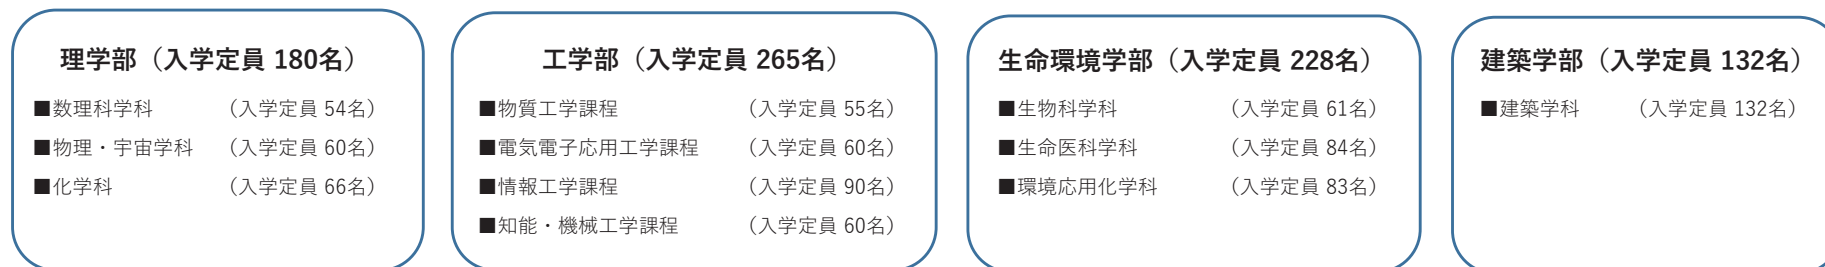 理学部（入学定員 180名）
■数理科学科 （入学定員 54名）
■物理・宇宙学科 （入学定員 60名）
■化学科 （入学定員 66名）
工学部（入学定員 265名）
■物質工学課程 （入学定員 55名）
■電気電子応用工学課程 （入学定員 60名）
■情報工学課程 （入学定員 90名）
■知能・機械工学課程 （入学定員 60名）
生命環境学部（入学定員 228名）
■生物科学科 （入学定員 61名）
■生命医科学科 （入学定員 84名）
■環境応用化学科 （入学定員 83名）
建築学部（入学定員 132名）
■建築学科 （入学定員 132名）